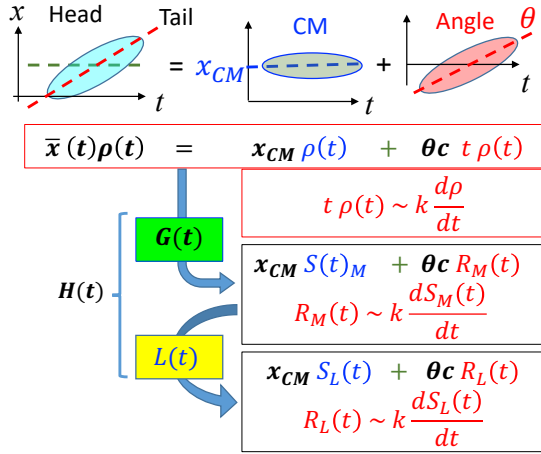 x Head Tail = CM x_CM + Angle θ
t t t
x̅ (t)ρ(t) = x_CM ρ(t) + θc t ρ(t)
t ρ(t) ~ k dρ/dt
G(t)
x_CM S(t)_M + θc R_M(t)
H(t)
R_M(t) ~ k dS_M(t)/dt
L(t)
x_CM S_L(t) + θc R_L(t)
R_L(t) ~ k dS_L(t)/dt